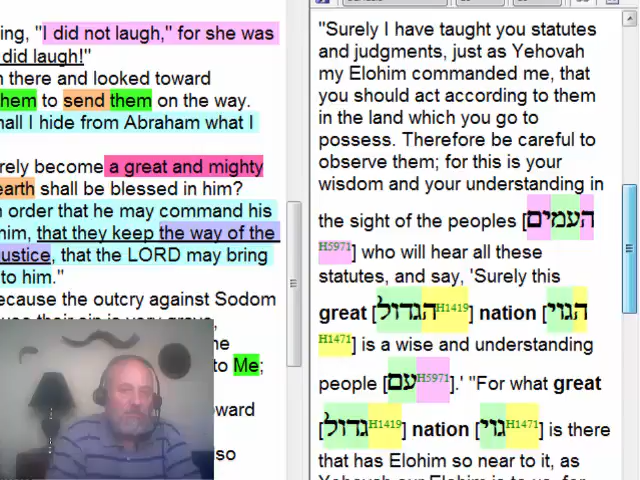 ing, "I did not laugh," for she was
did laugh!"
n there and looked toward
them to send them on the way.
hall I hide from Abraham what I
rely become a great and mighty
earth shall be blessed in him?
n order that he may command his
him, that they keep the way of the
justice, that the LORD may bring
to him."
ecause the outcry against Sodom
the
to Me;
oward
so
"Surely I have taught you statutes
and judgments, just as Yehovah
my Elohim commanded me, that
you should act according to them
in the land which you go to
possess. Therefore be careful to
observe them; for this is your
wisdom and your understanding in
the sight of the peoples [העמים
H5971] who will hear all these
statutes, and say, 'Surely this
great [הגדול H1419] nation [הגוי
H1471] is a wise and understanding
people [עם H5971].' "For what great
[גדול H1419] nation [גוי H1471] is there
that has Elohim so near to it, as